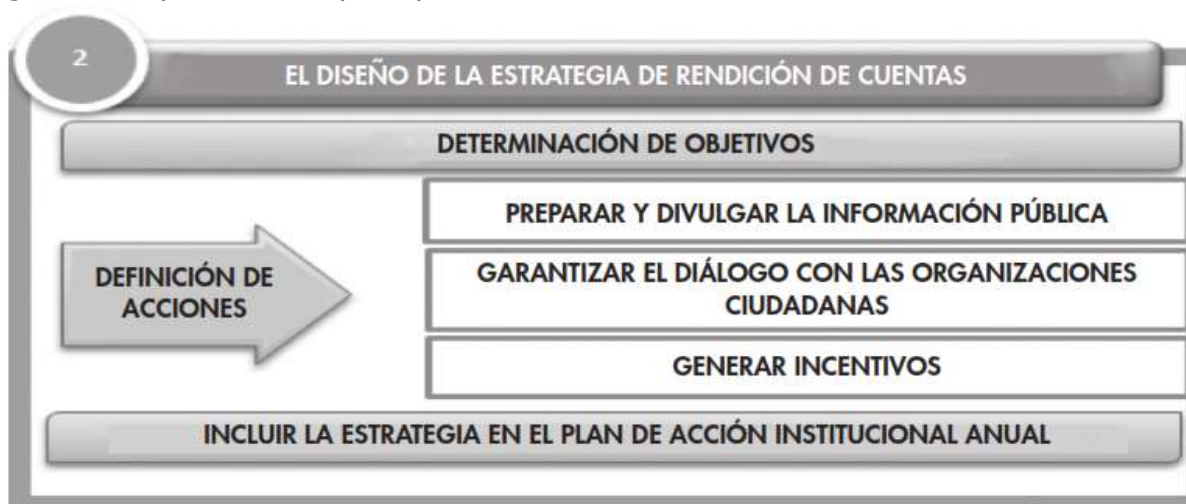 2
EL DISEÑO DE LA ESTRATEGIA DE RENDICIÓN DE CUENTAS
DETERMINACIÓN DE OBJETIVOS
PREPARAR Y DIVULGAR LA INFORMACIÓN PÚBLICA
DEFINICIÓN DE
ACCIONES
GARANTIZAR EL DIÁLOGO CON LAS ORGANIZACIONES
CIUDADANAS
GENERAR INCENTIVOS
INCLUIR LA ESTRATEGIA EN EL PLAN DE ACCIÓN INSTITUCIONAL ANUAL